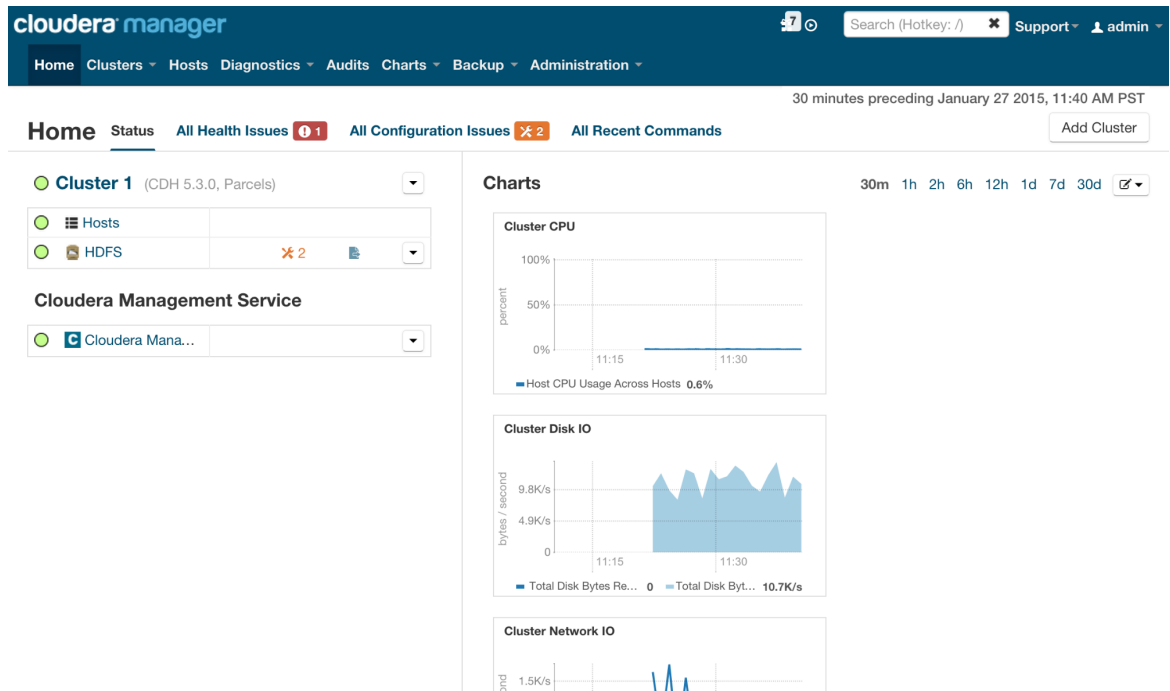 cloudera manager
7
Search (Hotkey: /)
Support
admin
Home Clusters Hosts Diagnostics Audits Charts Backup Administration
30 minutes preceding January 27 2015, 11:40 AM PST
Home Status All Health Issues 1 All Configuration Issues 2 All Recent Commands
Add Cluster
Cluster 1 (CDH 5.3.0, Parcels)
Hosts
HDFS 2
Cloudera Management Service
C Cloudera Mana...
Charts
30m 1h 2h 6h 12h 1d 7d 30d
Cluster CPU
percent
100%
50%
0%
11:15 11:30
Host CPU Usage Across Hosts 0.6%
Cluster Disk IO
bytes / second
9.8K/s
4.9K/s
0
11:15 11:30
Total Disk Bytes Re... 0 Total Disk Byt... 10.7K/s
Cluster Network IO
1.5K/s